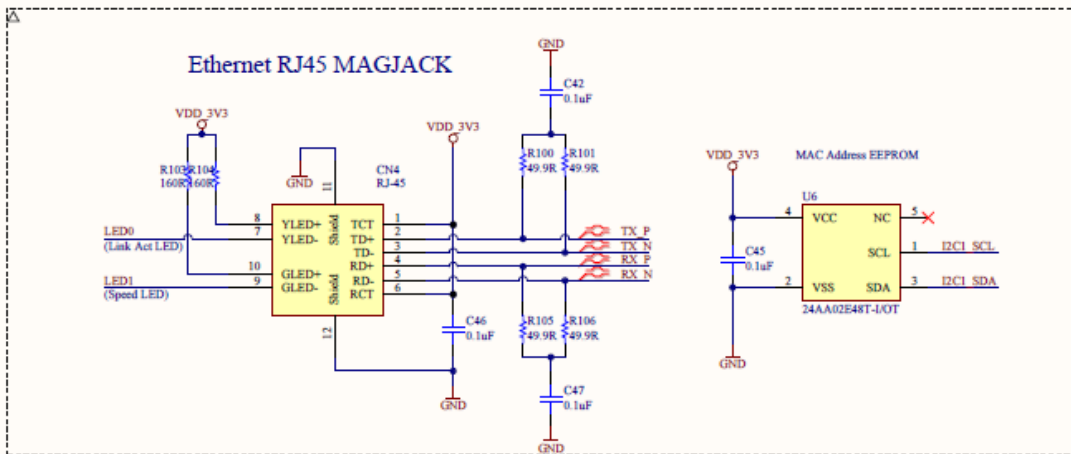 Ethernet RJ45 MAGJACK
GND
C42
0.1uF
VDD_3V3
VDD_3V3
R103
160R
R104
160R
GND
11
CN4
RJ-45
R100
49.9R
R101
49.9R
LED0
(Link Act LED)
LED1
(Speed LED)
8
7
10
9
YLED+
YLED-
GLED+
GLED-
Shield
Shield
TCT
TD+
TD-
RD+
RD-
RCT
1
2
3
4
5
6
TX_P
TX_N
RX_P
RX_N
12
C46
0.1uF
GND
R105
49.9R
R106
49.9R
C47
0.1uF
GND
VDD_3V3
MAC Address EEPROM
U6
4
VCC
NC
5
SCL
1
I2C1_SCL
C45
0.1uF
2
VSS
SDA
3
I2C1_SDA
24AA02E48T-I/OT
GND